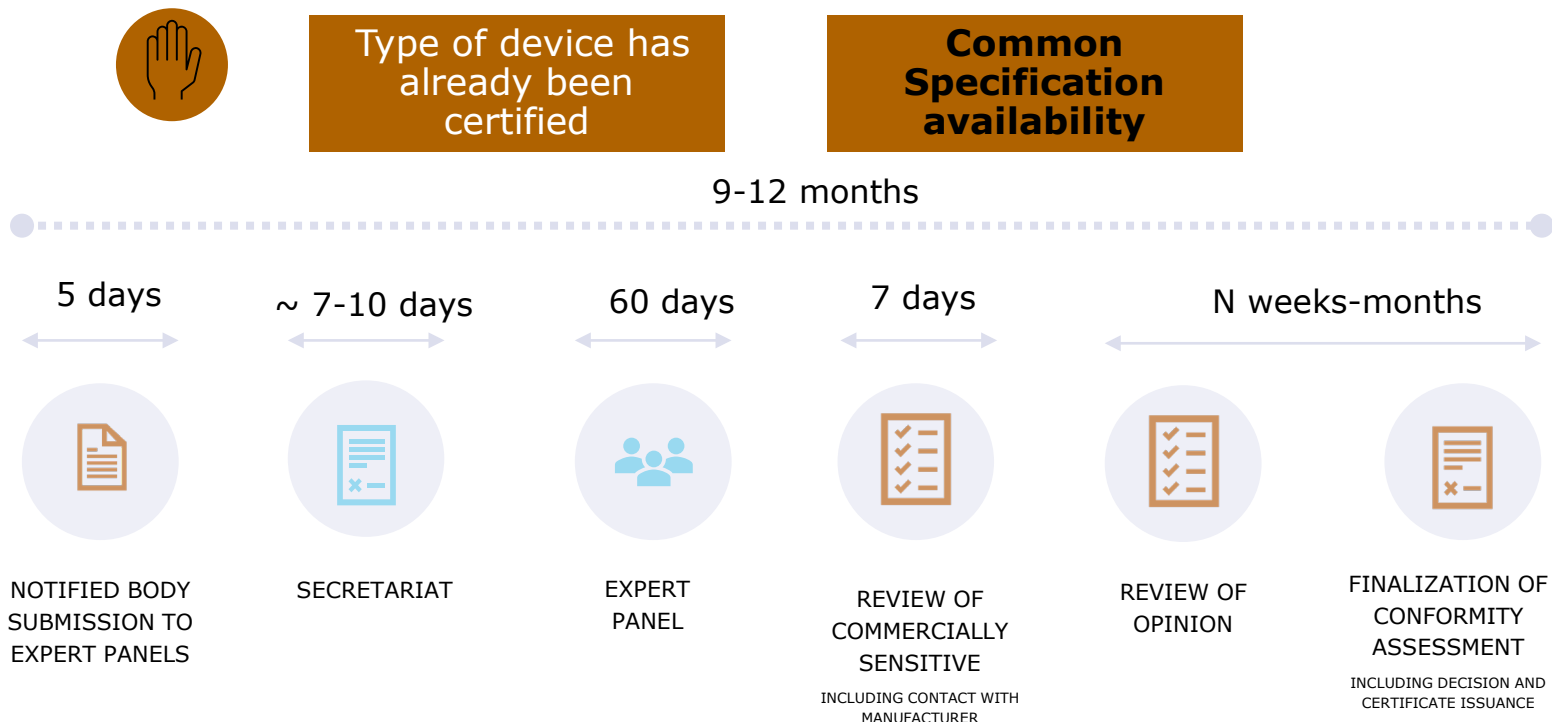 Type of device has
already been
certified
Common
Specification
availability
9-12 months
5 days
~ 7-10 days
60 days
7 days
N weeks-months
NOTIFIED BODY
SUBMISSION TO
EXPERT PANELS
SECRETARIAT
EXPERT
PANEL
REVIEW OF
COMMERCIALLY
SENSITIVE
INCLUDING CONTACT WITH
MANUFACTURER
REVIEW OF
OPINION
FINALIZATION OF
CONFORMITY
ASSESSMENT
INCLUDING DECISION AND
CERTIFICATE ISSUANCE